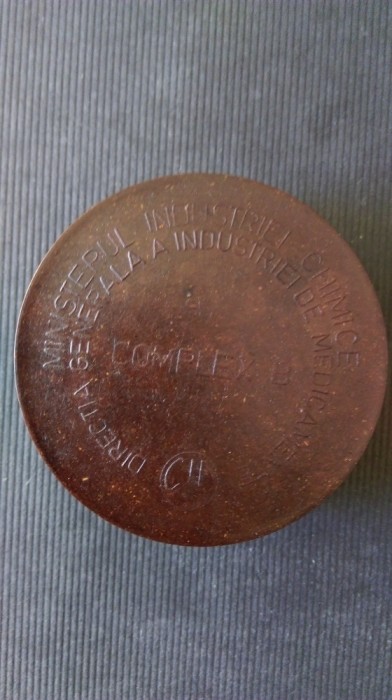 MINISTERUL INDUSTRIEI CHIMICE
DIRECTIA GENERALA A INDUSTRIEI DE MEDICAMENTE
COMPLEX B